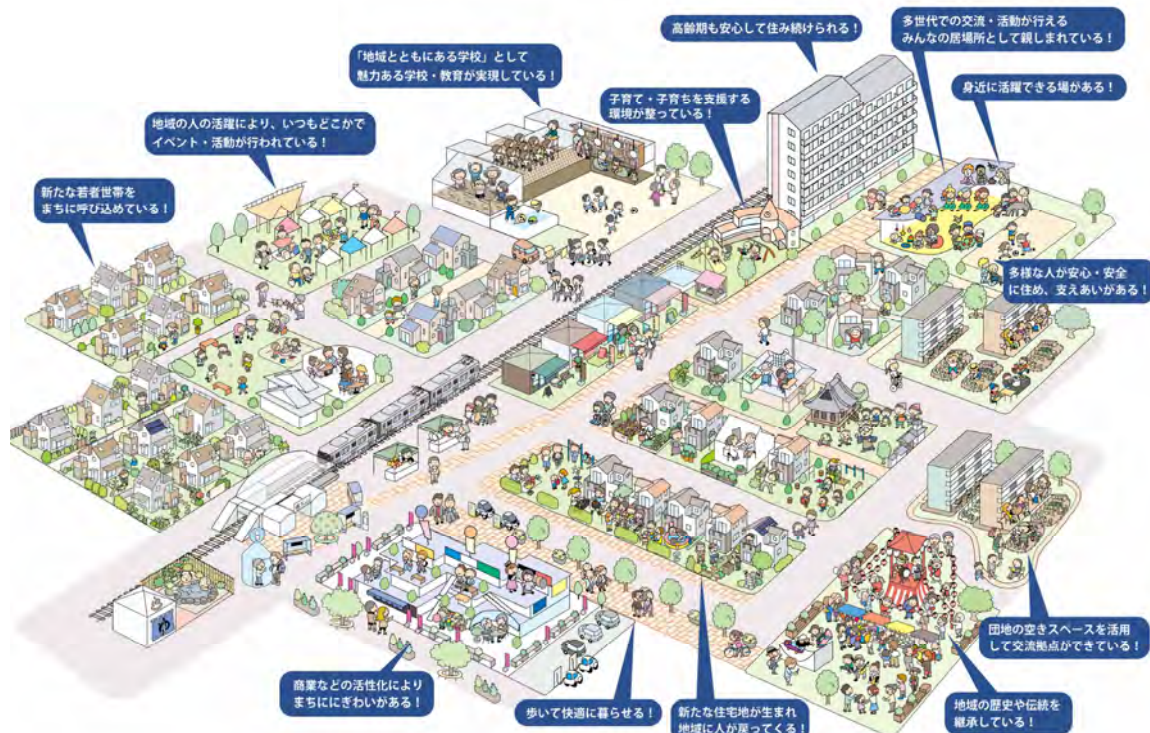 高齢期も安心して住み続けられる！
多世代での交流・活動が行える
みんなの居場所として親しまれている！
「地域とともにある学校」として
魅力ある学校・教育が実現している！
身近に活躍できる場がある！
子育て・子育ちを支援する
環境が整っている！
地域の人の活躍により、いつもどこかで
イベント・活動が行われている！
新たな若者世帯を
まちに呼び込めている！
多様な人が安心・安全
に住め、支えあいがある！
ゆ
団地の空きスペースを活用
して交流拠点ができている！
商業などの活性化により
まちににぎわいがある！
歩いて快適に暮らせる！
新たな住宅地が生まれ
地域に人が戻ってくる！
地域の歴史や伝統を
継承している！